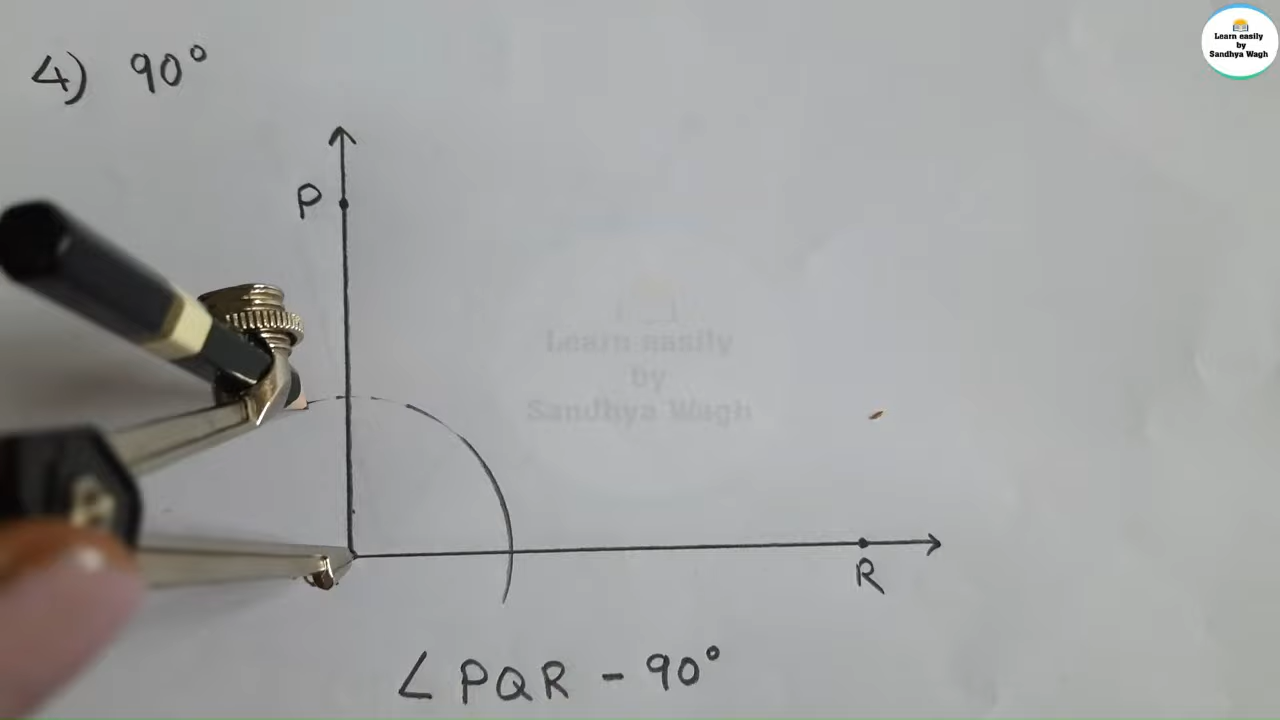 4) 90°
Learn easily
by
Sandhya Wagh
P
Learn easily
by
Sandhya Wagh
R
∠ PQR - 90°